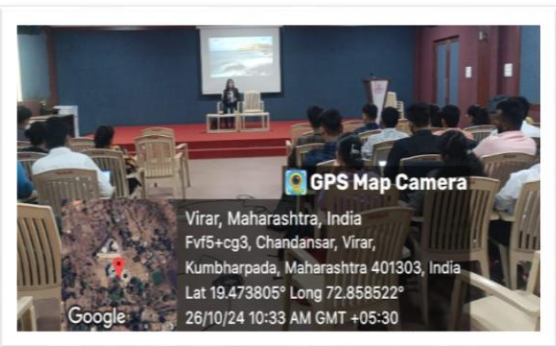 GPS Map Camera
Virar, Maharashtra, India
Fvf5+cg3, Chandansar, Virar,
Kumbharpada, Maharashtra 401303, India
Lat 19.473805° Long 72.858522°
26/10/24 10:33 AM GMT +05:30
Google